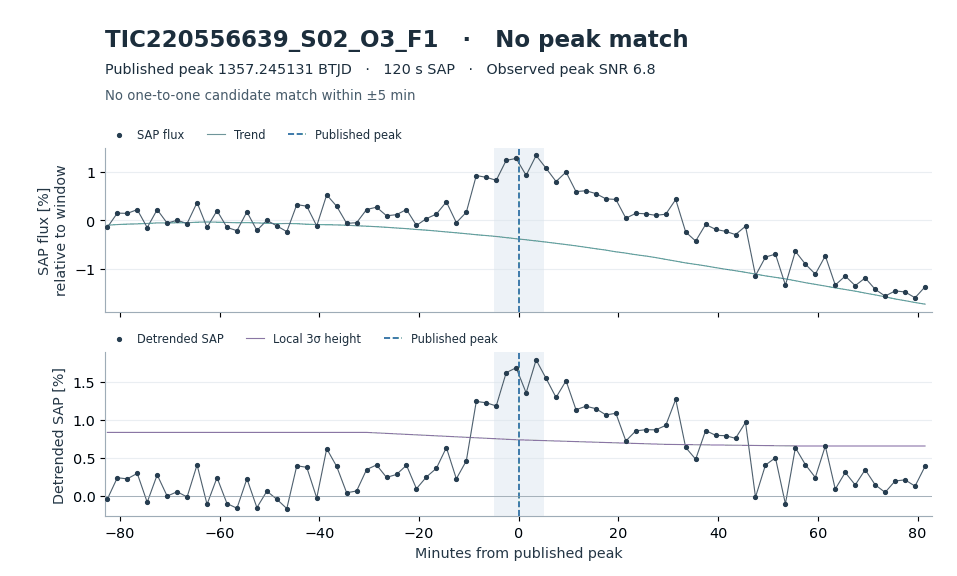 TIC220556639_S02_O3_F1 · No peak match
Published peak 1357.245131 BTJD · 120 s SAP · Observed peak SNR 6.8
No one-to-one candidate match within ±5 min
SAP flux Trend Published peak
SAP flux [%]
relative to window
1
0
−1
Detrended SAP Local 3σ height Published peak
Detrended SAP [%]
1.5
1.0
0.5
0.0
−80 −60 −40 −20 0 20 40 60 80
Minutes from published peak